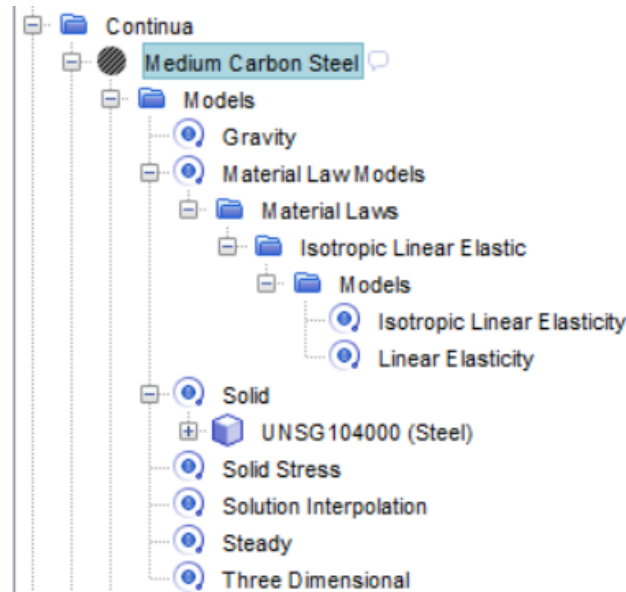 Continua
Medium Carbon Steel
Models
Gravity
Material Law Models
Material Laws
Isotropic Linear Elastic
Models
Isotropic Linear Elasticity
Linear Elasticity
Solid
UNSG104000 (Steel)
Solid Stress
Solution Interpolation
Steady
Three Dimensional